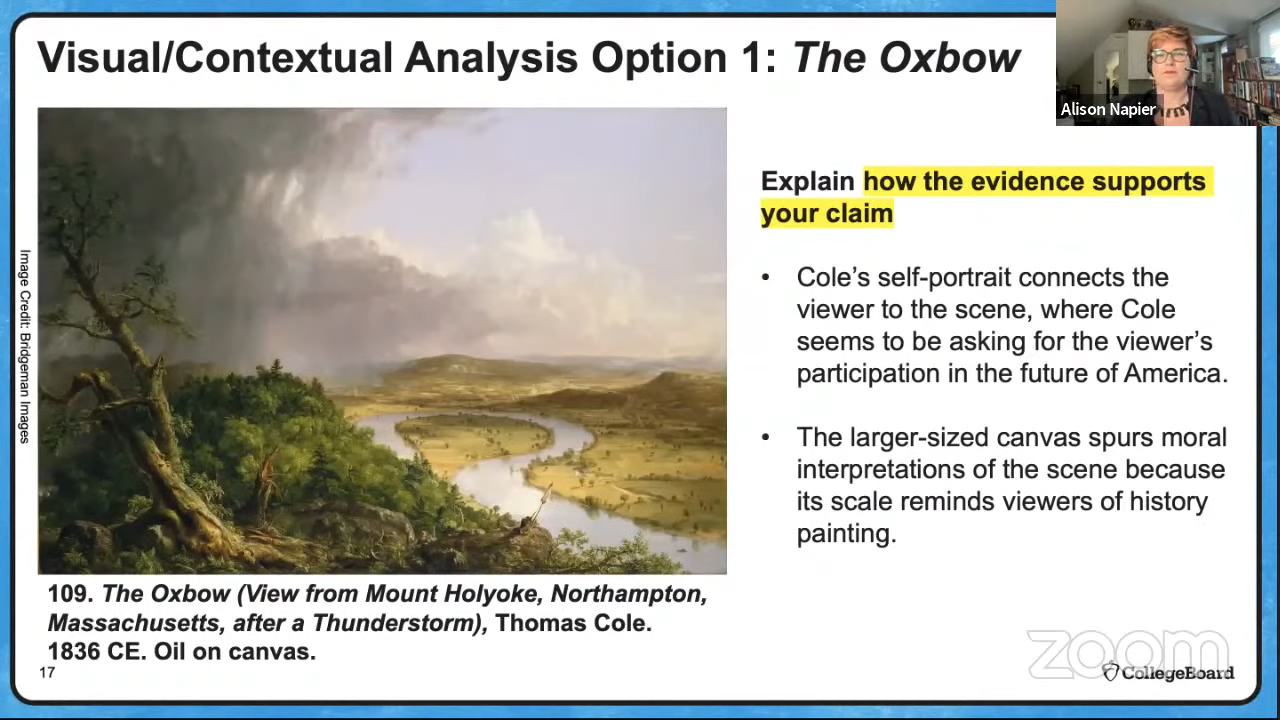 Visual/Contextual Analysis Option 1: The Oxbow
Alison Napier
Image Credit: Bridgeman Images
Explain how the evidence supports
your claim
• Cole's self-portrait connects the
viewer to the scene, where Cole
seems to be asking for the viewer's
participation in the future of America.
• The larger-sized canvas spurs moral
interpretations of the scene because
its scale reminds viewers of history
painting.
109. The Oxbow (View from Mount Holyoke, Northampton,
Massachusetts, after a Thunderstorm), Thomas Cole.
1836 CE. Oil on canvas.
17
zoom
CollegeBoard